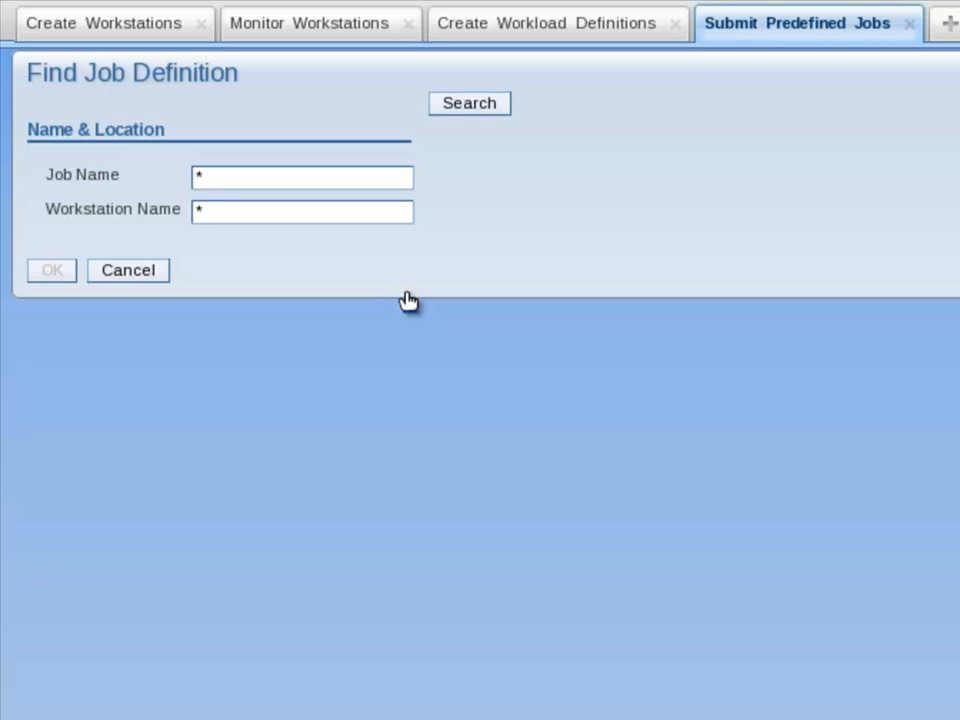 Create Workstations Monitor Workstations Create Workload Definitions Submit Predefined Jobs
Find Job Definition
Search
Name & Location
Job Name *
Workstation Name *
OK Cancel